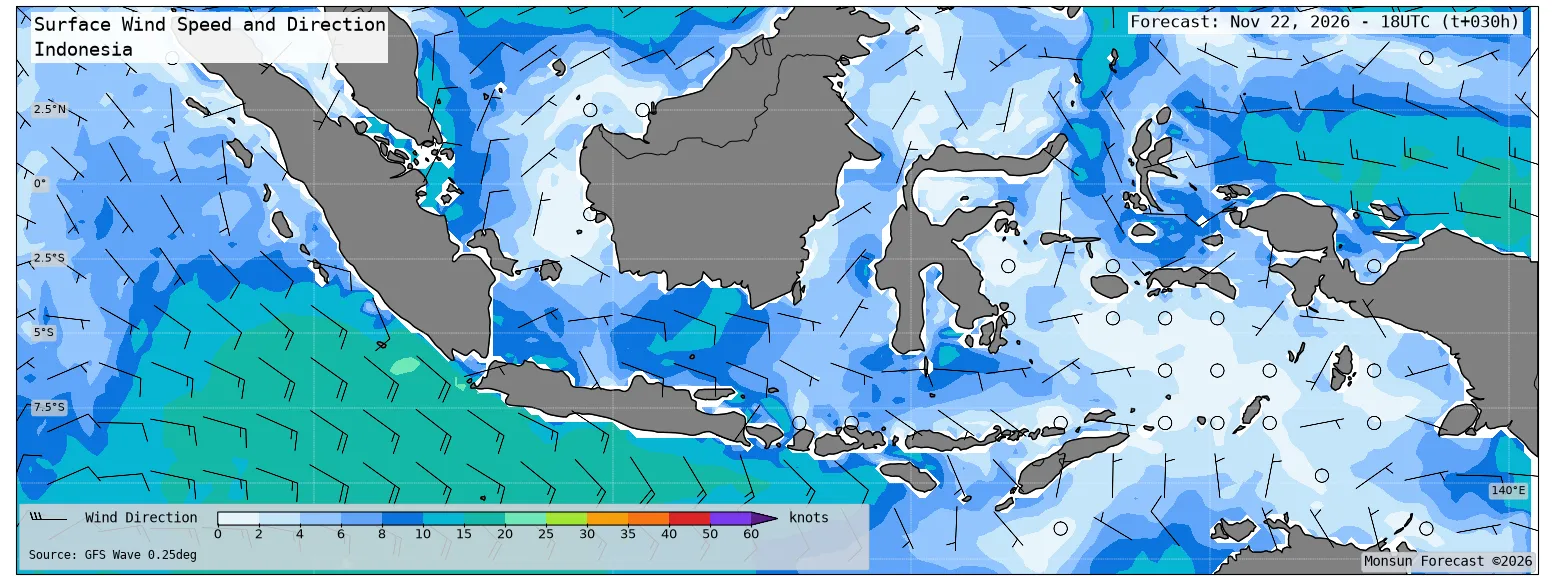 Surface Wind Speed and Direction
Indonesia
Forecast: Nov 22, 2026 - 18UTC (t+030h)
2.5°N
0°
2.5°S
5°S
7.5°S
140°E
Wind Direction
0 2 4 6 8 10 15 20 25 30 35 40 50 60
knots
Source: GFS Wave 0.25deg
Monsun Forecast ©2026